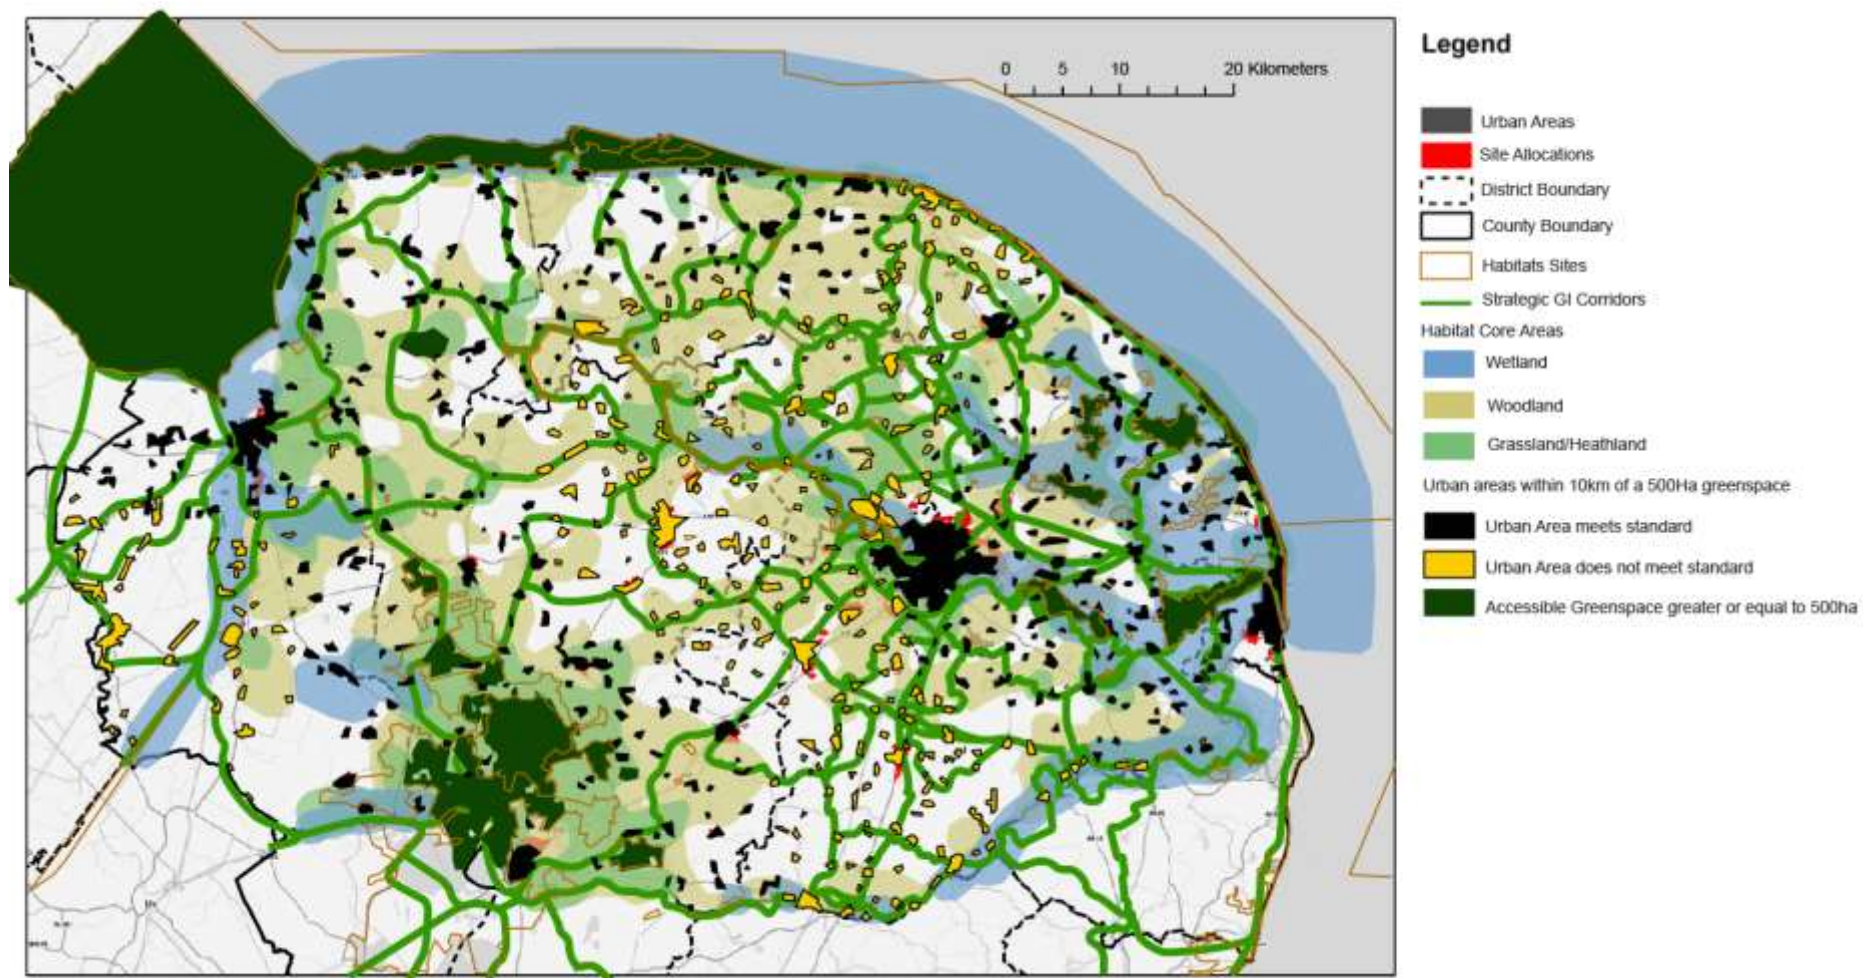 0 5 10 20 Kilometers
Legend
Urban Areas
Site Allocations
District Boundary
County Boundary
Habitats Sites
Strategic GI Corridors
Habitat Core Areas
Wetland
Woodland
Grassland/Heathland
Urban areas within 10km of a 500Ha greenspace
Urban Area meets standard
Urban Area does not meet standard
Accessible Greenspace greater or equal to 500ha